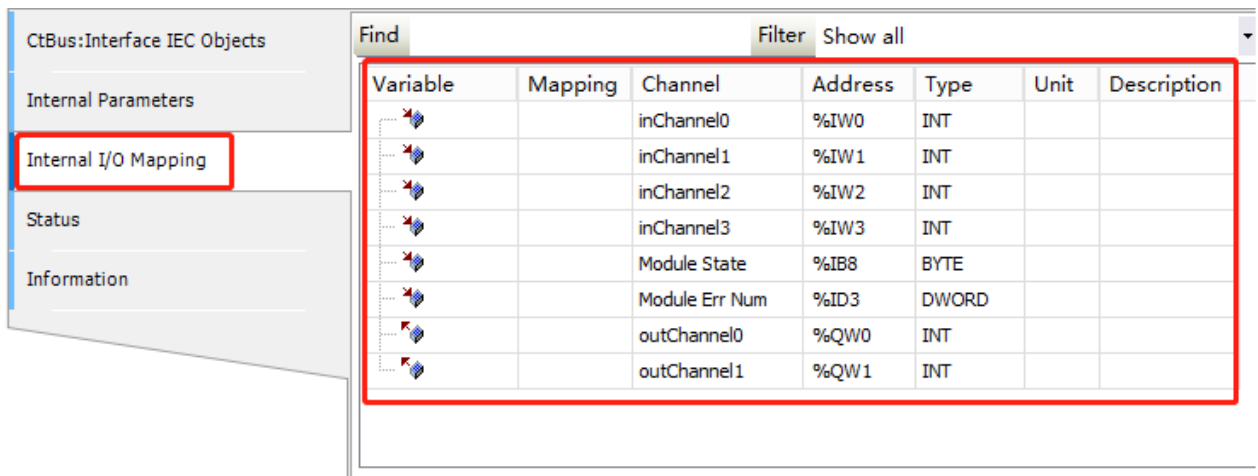 CtBus:Interface IEC Objects
Internal Parameters
Internal I/O Mapping
Status
Information
Find Filter Show all
Variable Mapping Channel Address Type Unit Description
inChannel0 %IW0 INT
inChannel1 %IW1 INT
inChannel2 %IW2 INT
inChannel3 %IW3 INT
Module State %IB8 BYTE
Module Err Num %ID3 DWORD
outChannel0 %QW0 INT
outChannel1 %QW1 INT